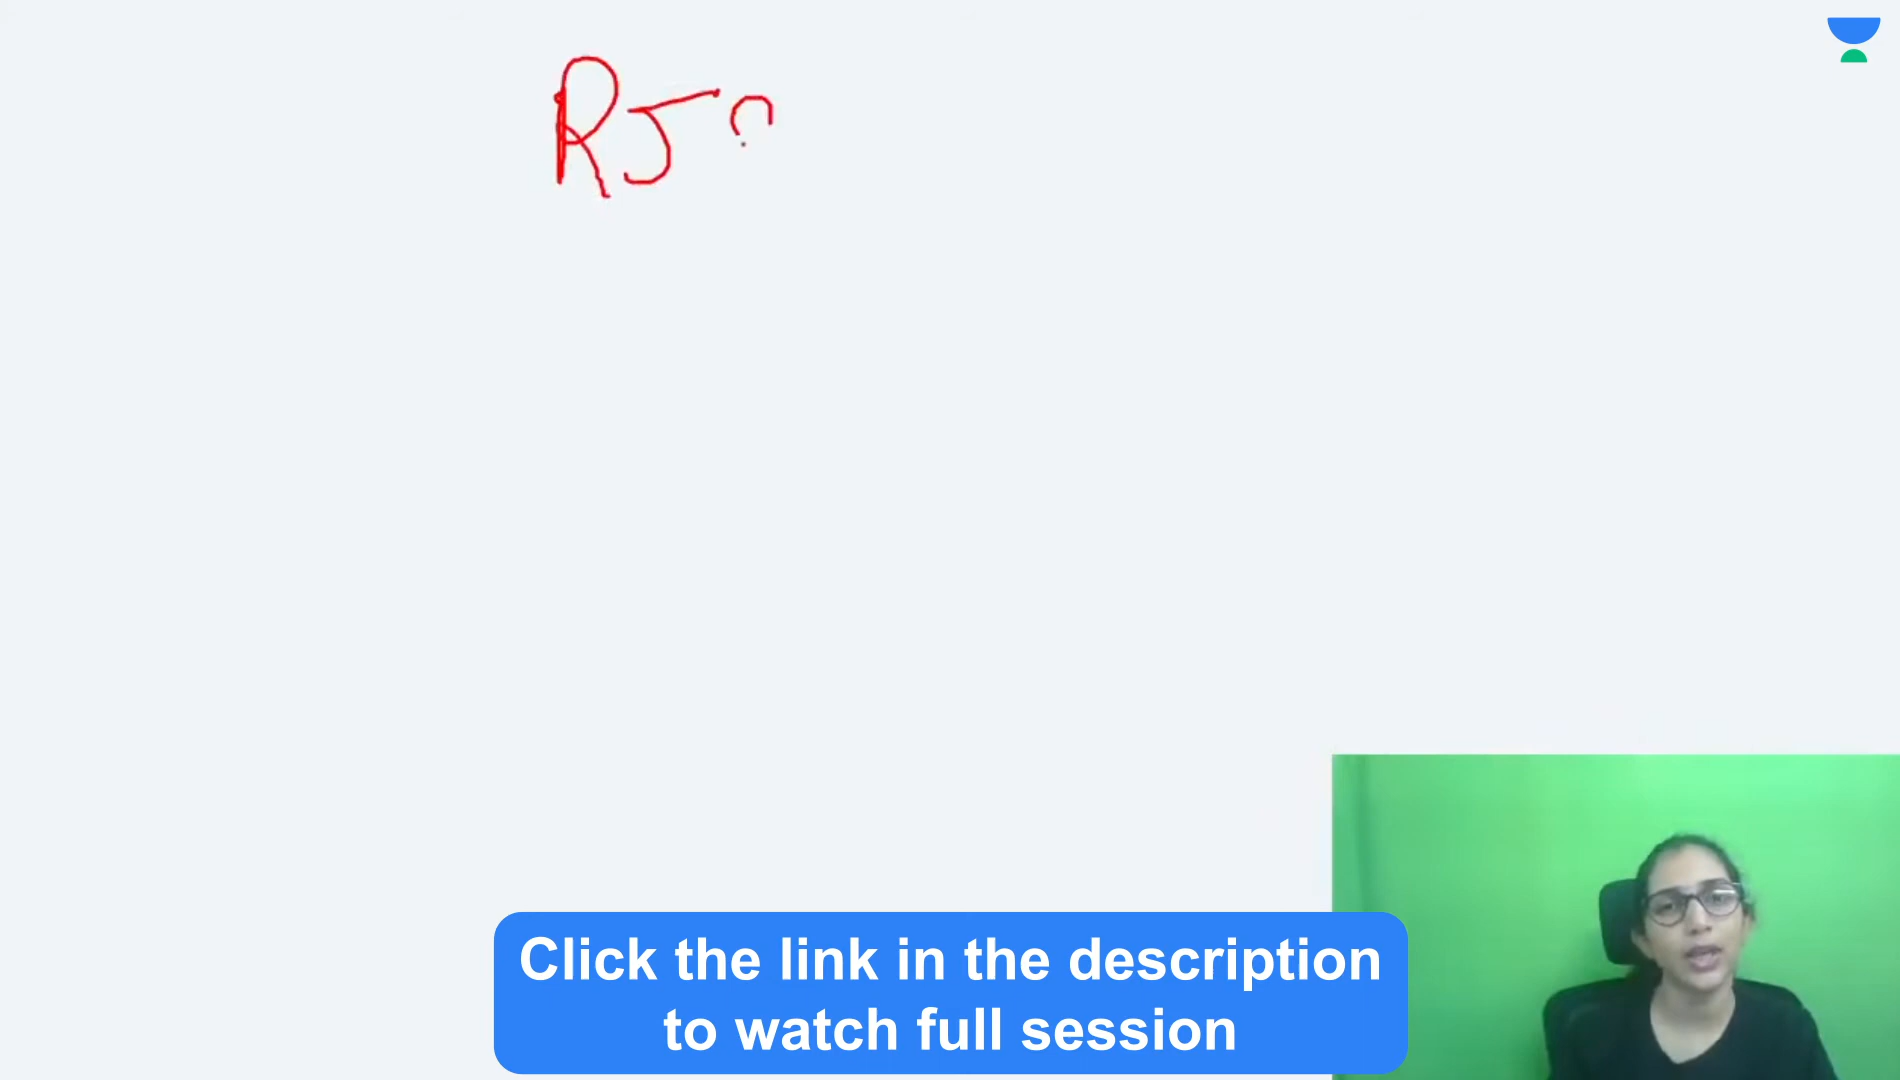 RJ
Click the link in the description
to watch full session